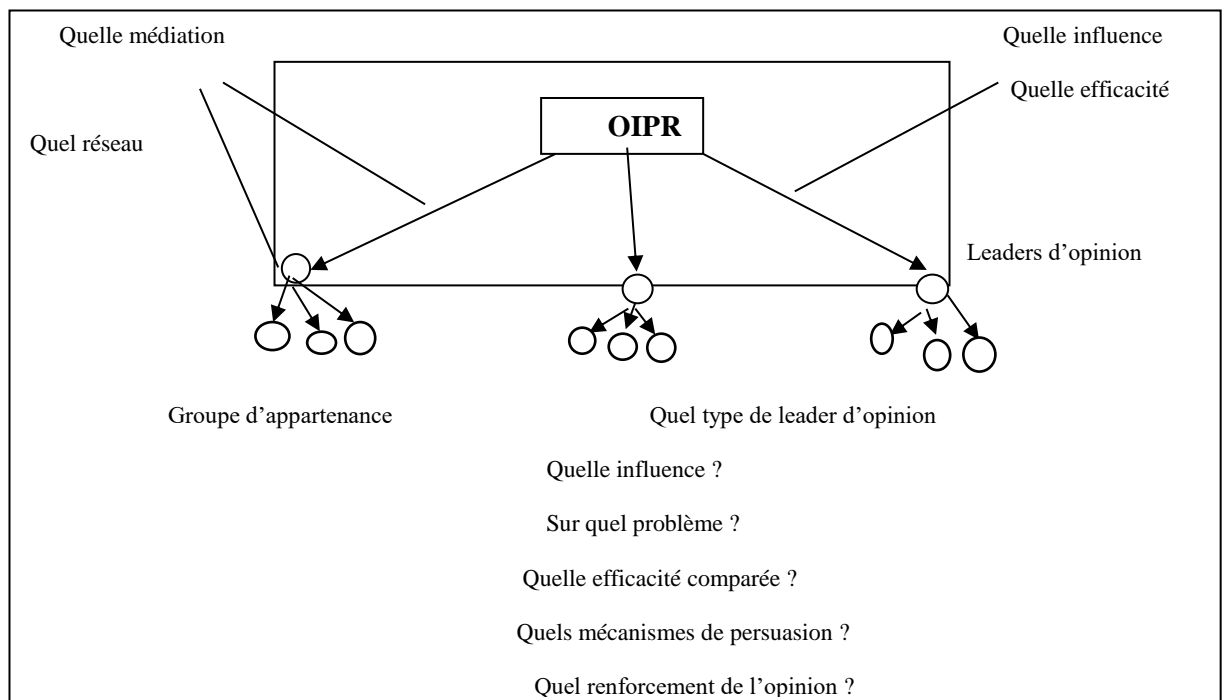 Quelle médiation
Quelle influence
Quelle efficacité
OIPR
Quel réseau
Leaders d’opinion
Groupe d’appartenance
Quel type de leader d’opinion
Quelle influence ?
Sur quel problème ?
Quelle efficacité comparée ?
Quels mécanismes de persuasion ?
Quel renforcement de l’opinion ?